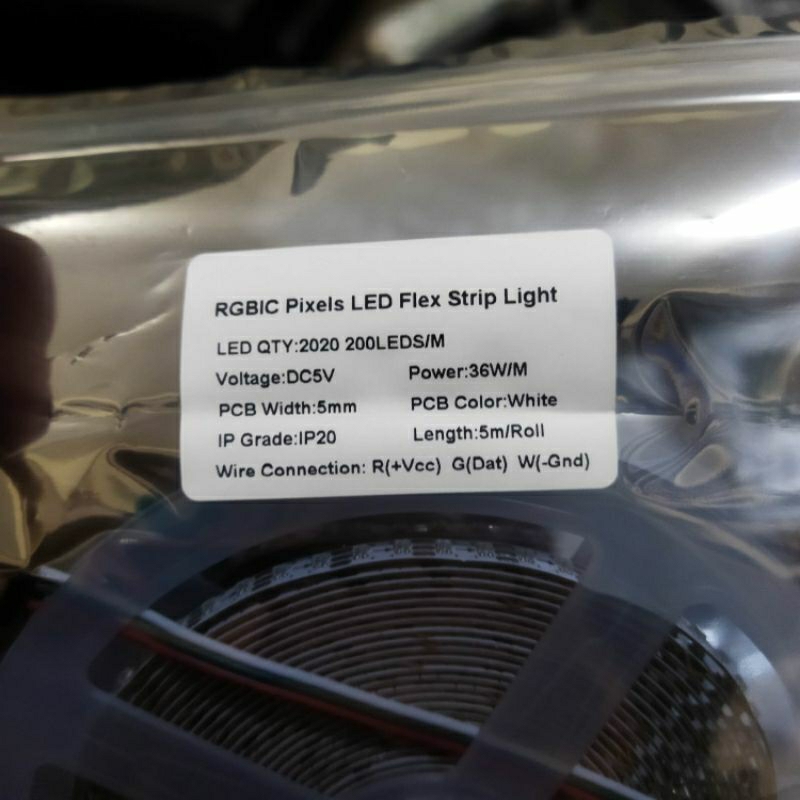 RGBIC Pixels LED Flex Strip Light
LED QTY:2020 200LEDS/M
Voltage:DC5V Power:36W/M
PCB Width:5mm PCB Color:White
IP Grade:IP20 Length:5m/Roll
Wire Connection: R(+Vcc) G(Dat) W(-Gnd)